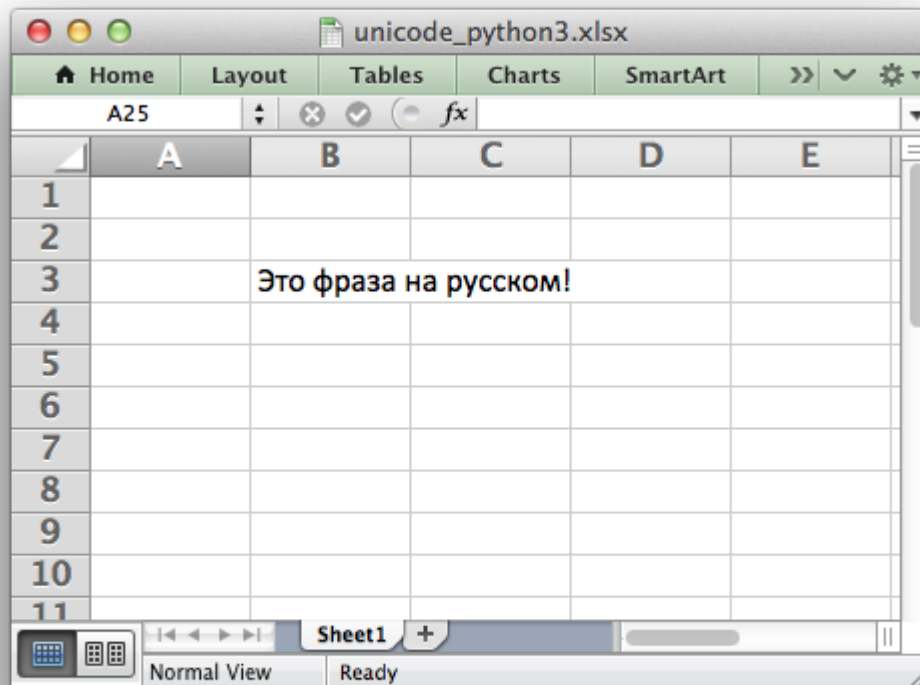 unicode_python3.xlsx
Home Layout Tables Charts SmartArt
A25 fx
A B C D E
1
2
3 Это фраза на русском!
4
5
6
7
8
9
10
11
Sheet1
Normal View Ready